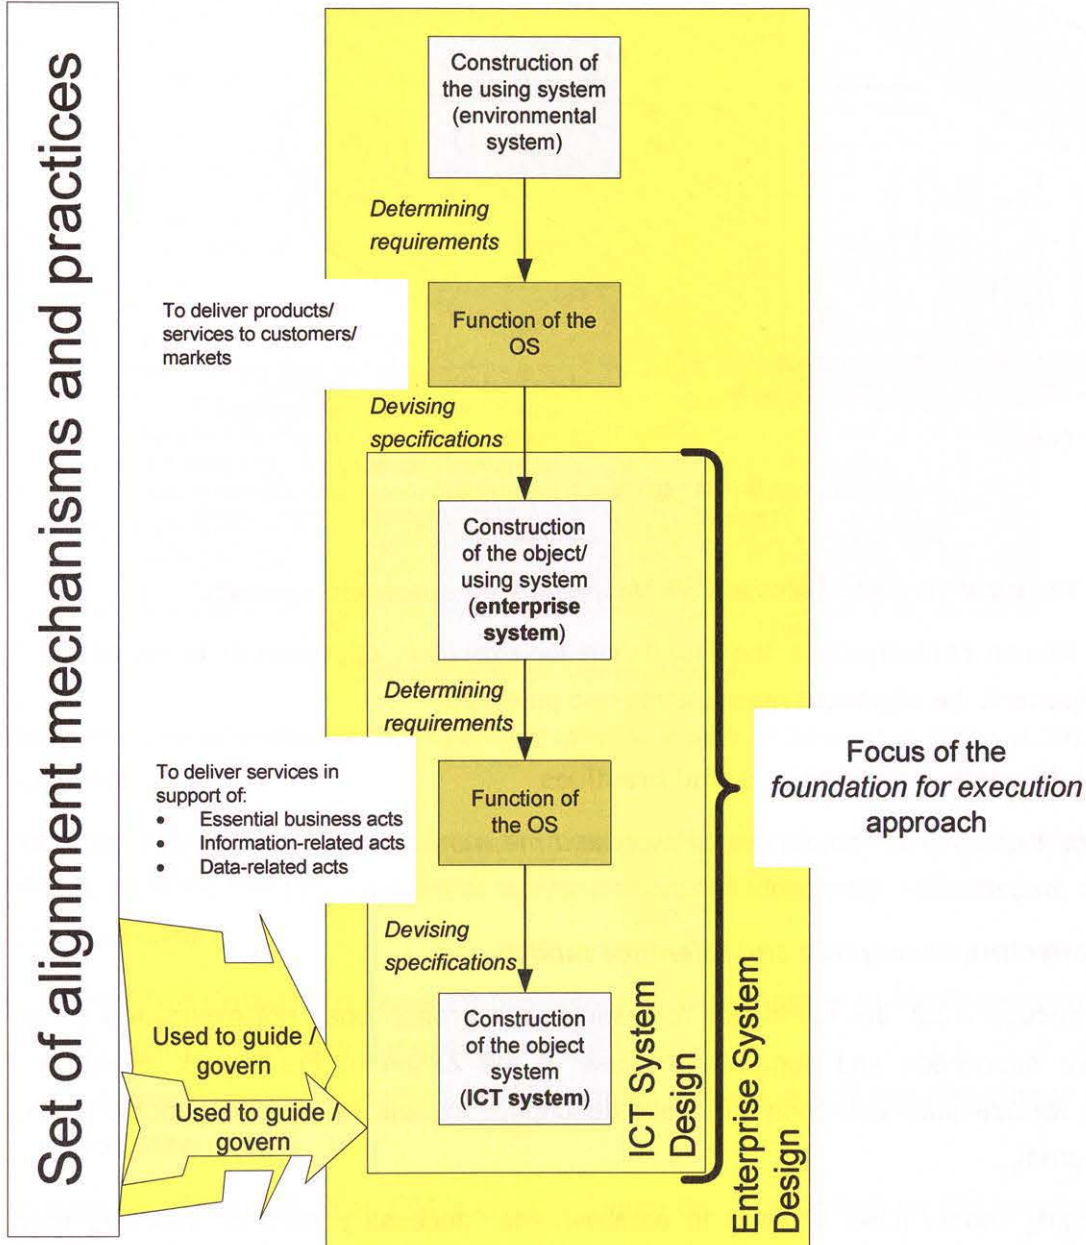 Set of alignment mechanisms and practices
Construction of
the using system
(environmental
system)
Determining
requirements
To deliver products/
services to customers/
markets
Function of the
OS
Devising
specifications
Construction
of the object/
using system
(enterprise
system)
Determining
requirements
To deliver services in
support of:
• Essential business acts
• Information-related acts
• Data-related acts
Function of
the OS
Focus of the
foundation for execution
approach
Devising
specifications
Construction
of the object
system
(ICT system)
Used to guide /
govern
Used to guide /
govern
ICT System
Design
Enterprise System
Design